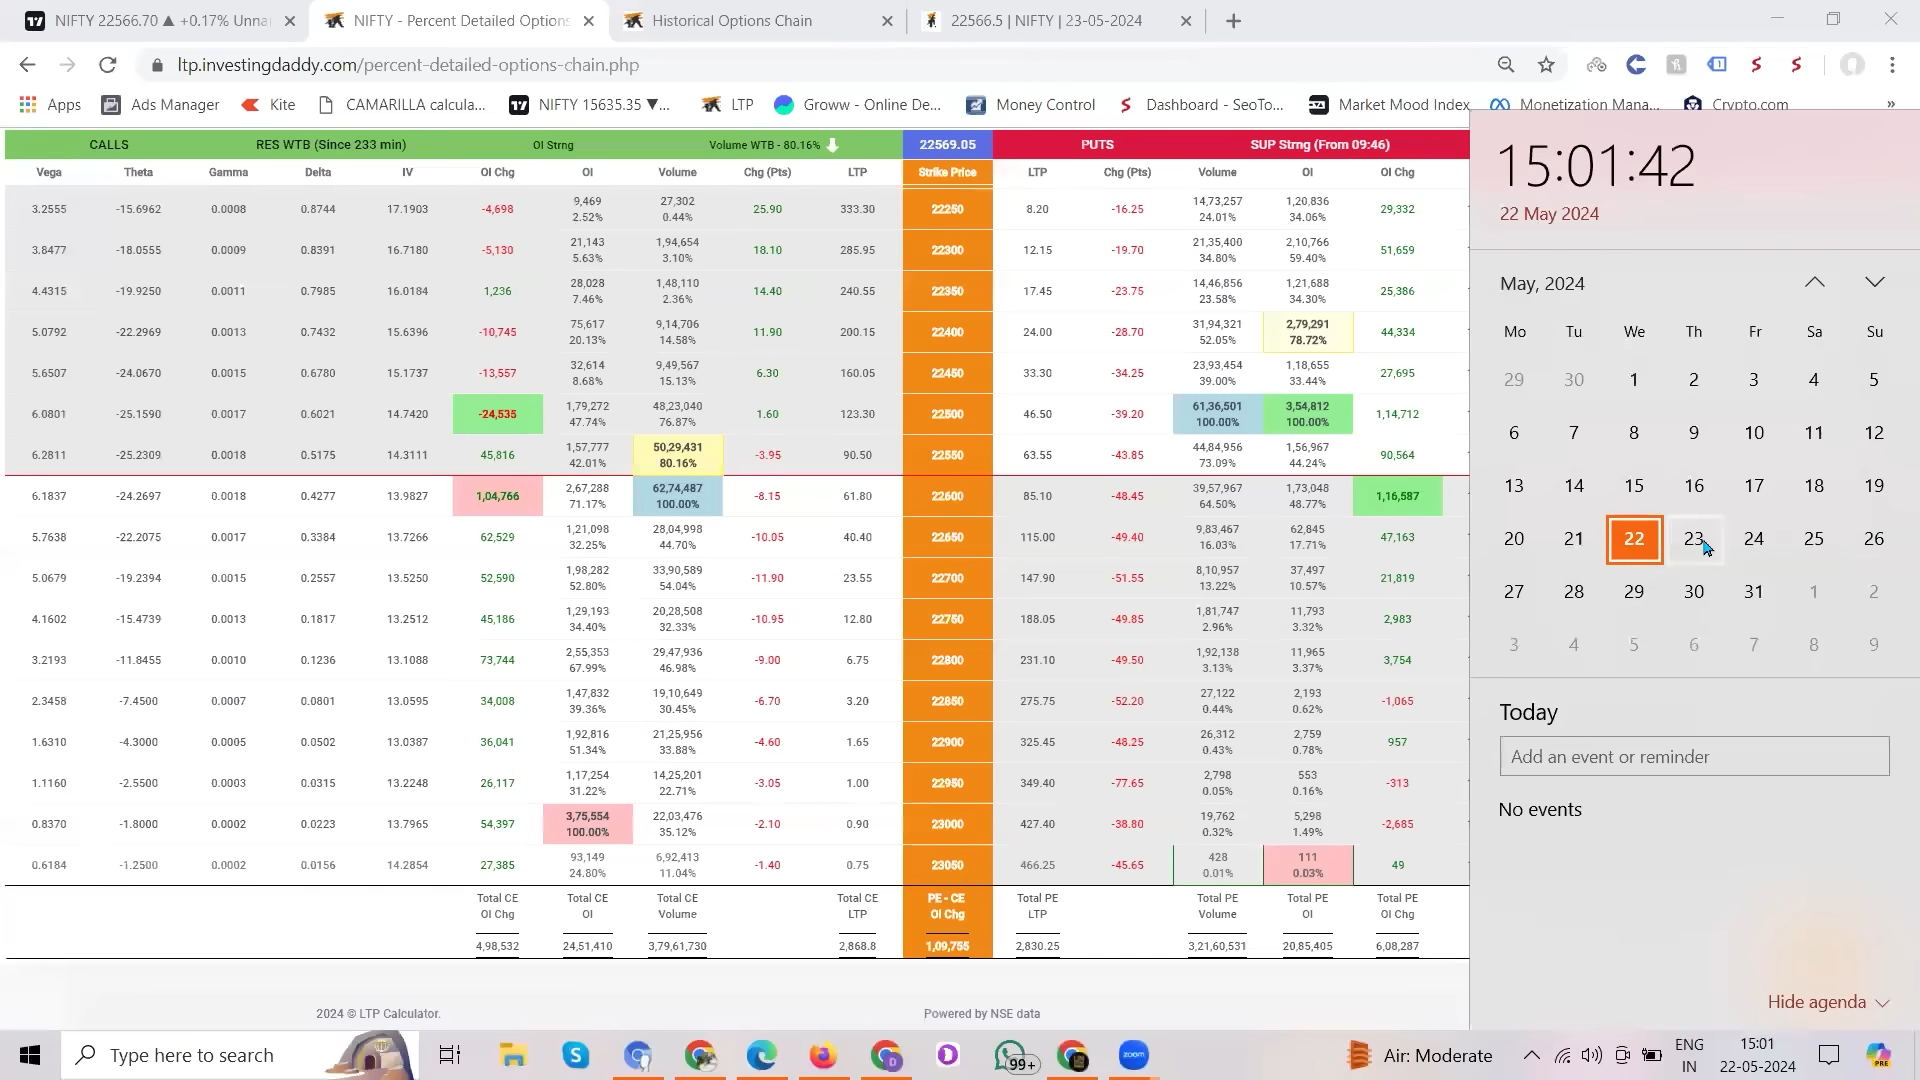 NIFTY 22566.70 ▲ +0.17% Unna
NIFTY - Percent Detailed Options
Historical Options Chain
22566.5 | NIFTY | 23-05-2024
ltp.investingdaddy.com/percent-detailed-options-chain.php
Apps Ads Manager Kite CAMARILLA calcula... NIFTY 15635.35 ▼... LTP Groww - Online De... Money Control Dashboard - SeoTo... Market Mood Index Monetization Mana... Crypto.com »
CALLS RES WTB (Since 233 min) OI Strng Volume WTB - 80.16% 22569.05 PUTS SUP Strng (From 09:46)
Vega Theta Gamma Delta IV OI Chg OI Volume Chg (Pts) LTP Strike Price LTP Chg (Pts) Volume OI OI Chg
3.2555 -15.6962 0.0008 0.8744 17.1903 -4,698 9,469 2.52% 27,302 0.44% 25.90 333.30 22250 8.20 -16.25 14,73,257 24.01% 1,20,836 34.06% 29,332
3.8477 -18.0555 0.0009 0.8391 16.7180 -5,130 21,143 5.63% 1,94,654 3.10% 18.10 285.95 22300 12.15 -19.70 21,35,400 34.80% 2,10,766 59.40% 51,659
4.4315 -19.9250 0.0011 0.7985 16.0184 1,236 28,028 7.46% 1,48,110 2.36% 14.40 240.55 22350 17.45 -23.75 14,46,856 23.58% 1,21,688 34.30% 25,386
5.0792 -22.2969 0.0013 0.7432 15.6396 -10,745 75,617 20.13% 9,14,706 14.58% 11.90 200.15 22400 24.00 -28.70 31,94,321 52.05% 2,79,291 78.72% 44,334
5.6507 -24.0670 0.0015 0.6780 15.1737 -13,557 32,614 8.68% 9,49,567 15.13% 6.30 160.05 22450 33.30 -34.25 23,93,454 39.00% 1,18,655 33.44% 27,695
6.0801 -25.1590 0.0017 0.6021 14.7420 -24,535 1,79,272 47.74% 48,23,040 76.87% 1.60 123.30 22500 46.50 -39.20 61,36,501 100.00% 3,54,812 100.00% 1,14,712
6.2811 -25.2309 0.0018 0.5175 14.3111 45,816 1,57,777 42.01% 50,29,431 80.16% -3.95 90.50 22550 63.55 -43.85 44,84,956 73.09% 1,56,967 44.24% 90,564
6.1837 -24.2697 0.0018 0.4277 13.9827 1,04,766 2,67,288 71.17% 62,74,487 100.00% -8.15 61.80 22600 85.10 -48.45 39,57,967 64.50% 1,73,048 48.77% 1,16,587
5.7638 -22.2075 0.0017 0.3384 13.7266 62,529 1,21,098 32.25% 28,04,998 44.70% -10.05 40.40 22650 115.00 -49.40 9,83,467 16.03% 62,845 17.71% 47,163
5.0679 -19.2394 0.0015 0.2557 13.5250 52,590 1,98,282 52.80% 33,90,589 54.04% -11.90 23.55 22700 147.90 -51.55 8,10,957 13.22% 37,497 10.57% 21,819
4.1602 -15.4739 0.0013 0.1817 13.2512 45,186 1,29,193 34.40% 20,28,508 32.33% -10.95 12.80 22750 188.05 -49.85 1,81,747 2.96% 11,793 3.32% 2,983
3.2193 -11.8455 0.0010 0.1236 13.1088 73,744 2,55,353 67.99% 29,47,936 46.98% -9.00 6.75 22800 231.10 -49.50 1,92,138 3.13% 11,965 3.37% 3,754
2.3458 -7.4500 0.0007 0.0801 13.0595 34,008 1,47,832 39.36% 19,10,649 30.45% -6.70 3.20 22850 275.75 -52.20 27,122 0.44% 2,193 0.62% -1,065
1.6310 -4.3000 0.0005 0.0502 13.0387 36,041 1,92,816 51.34% 21,25,956 33.88% -4.60 1.65 22900 325.45 -48.25 26,312 0.43% 2,759 0.78% 957
1.1160 -2.5500 0.0003 0.0315 13.2248 26,117 1,17,254 31.22% 14,25,201 22.71% -3.05 1.00 22950 349.40 -77.65 2,798 0.05% 553 0.16% -313
0.8370 -1.8000 0.0002 0.0223 13.7965 54,397 3,75,554 100.00% 22,03,476 35.12% -2.10 0.90 23000 427.40 -38.80 19,762 0.32% 5,298 1.49% -2,685
0.6184 -1.2500 0.0002 0.0156 14.2854 27,385 93,149 24.80% 6,92,413 11.04% -1.40 0.75 23050 466.25 -45.65 428 0.01% 111 0.03% 49
Total CE OI Chg Total CE OI Total CE Volume Total CE LTP PE - CE OI Chg Total PE LTP Total PE Volume Total PE OI Total PE OI Chg
4,98,532 24,51,410 3,79,61,730 2,868.8 1,09,755 2,830.25 3,21,60,531 20,85,405 6,08,287
2024 © LTP Calculator. Powered by NSE data
15:01:42
22 May 2024
May, 2024
Mo Tu We Th Fr Sa Su
29 30 1 2 3 4 5
6 7 8 9 10 11 12
13 14 15 16 17 18 19
20 21 22 23 24 25 26
27 28 29 30 31 1 2
3 4 5 6 7 8 9
Today
Add an event or reminder
No events
Hide agenda
Type here to search
99+
zoom
Air: Moderate
ENG
IN
15:01
22-05-2024
PRE